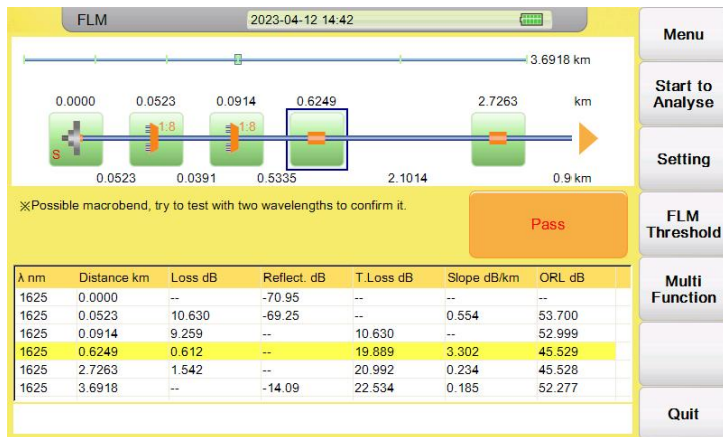 FLM 2023-04-12 14:42
3.6918 km
0.0000 0.0523 0.0914 0.6249 2.7263 km
1:8 1:8
S
0.0523 0.0391 0.5335 2.1014 0.9 km
※Possible macrobend, try to test with two wavelengths to confirm it.
Pass
λ nm Distance km Loss dB Reflect. dB T.Loss dB Slope dB/km ORL dB
1625 0.0000 -- -70.95 -- -- --
1625 0.0523 10.630 -69.25 -- 0.554 53.700
1625 0.0914 9.259 -- 10.630 -- 52.999
1625 0.6249 0.612 -- 19.889 3.302 45.529
1625 2.7263 1.542 -- 20.992 0.234 45.528
1625 3.6918 -- -14.09 22.534 0.185 52.277
Menu
Start to
Analyse
Setting
FLM
Threshold
Multi
Function
Quit